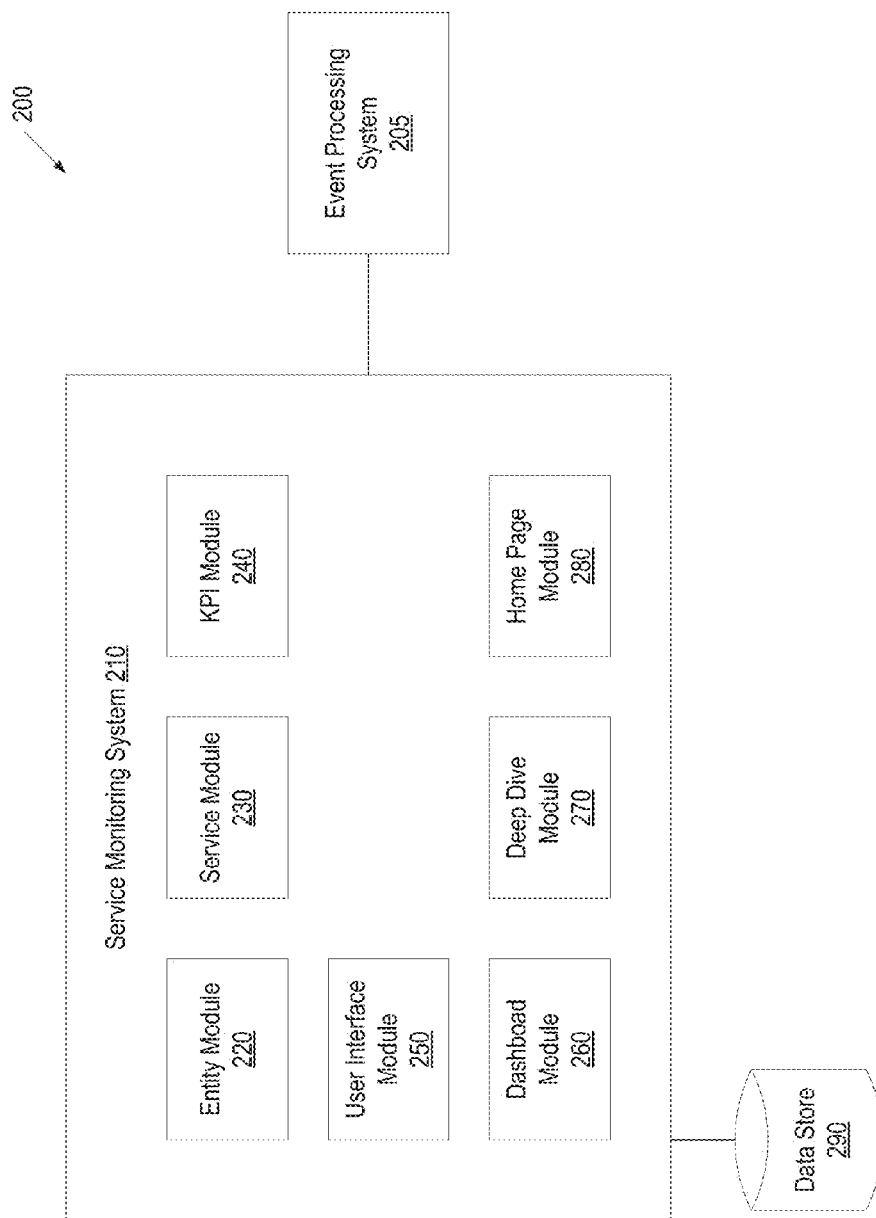 200
Service Monitoring System 210
Entity Module
220
Service Module
230
KPI Module
240
User Interface
Module
250
Dashboad
Module
260
Deep Dive
Module
270
Home Page
Module
280
Event Processing
System
205
Data Store
290